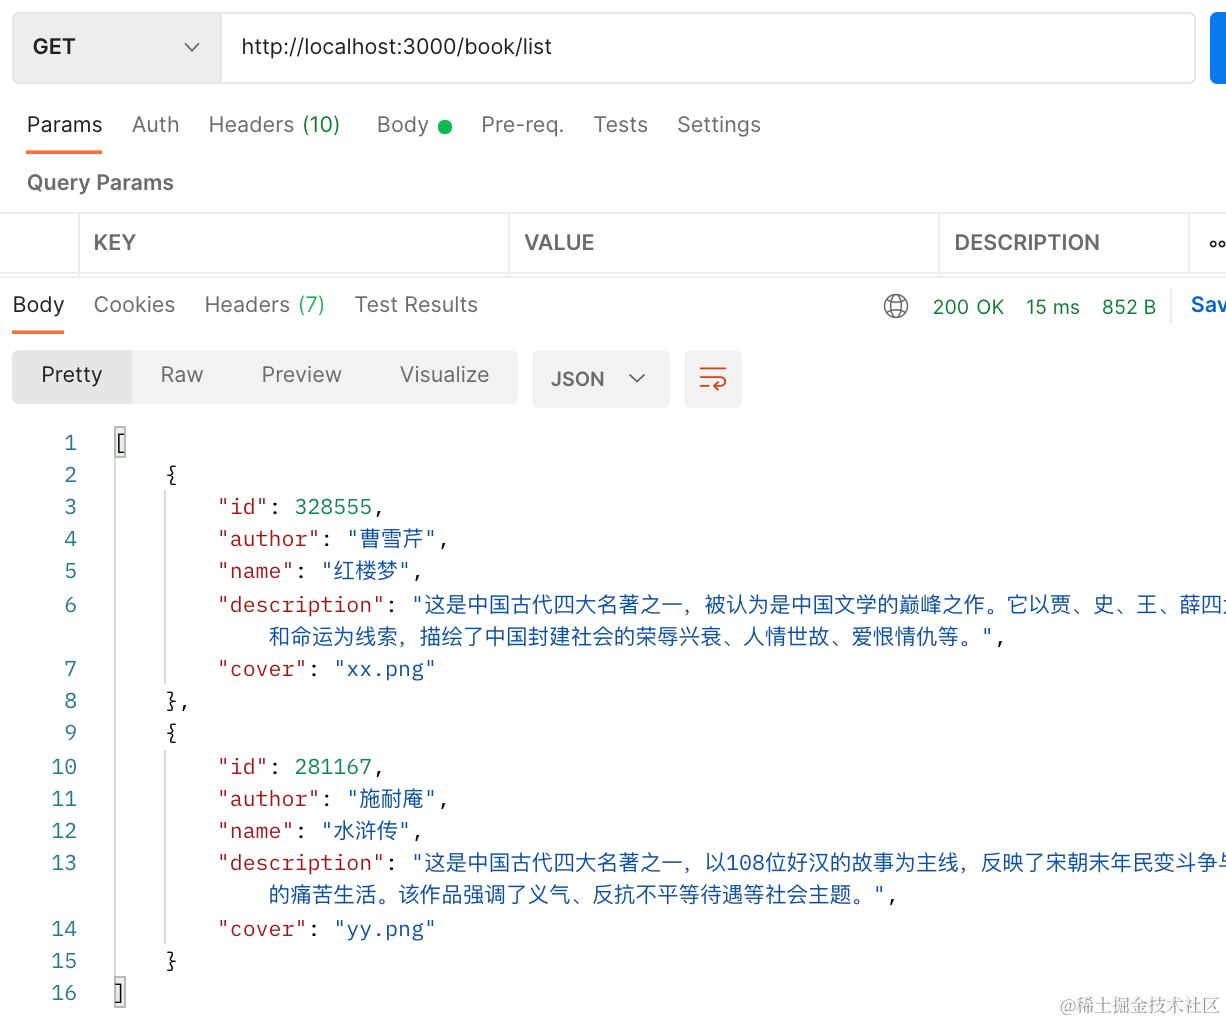 GET http://localhost:3000/book/list
Params Auth Headers (10) Body Pre-req. Tests Settings
Query Params
KEY VALUE DESCRIPTION
Body Cookies Headers (7) Test Results 200 OK 15 ms 852 B Sav
Pretty Raw Preview Visualize JSON
1 [
2 {
3 "id": 328555,
4 "author": "曹雪芹",
5 "name": "红楼梦",
6 "description": "这是中国古代四大名著之一，被认为是中国文学的巅峰之作。它以贾、史、王、薛四
和命运为线索，描绘了中国封建社会的荣辱兴衰、人情世故、爱恨情仇等。",
7 "cover": "xx.png"
8 },
9 {
10 "id": 281167,
11 "author": "施耐庵",
12 "name": "水浒传",
13 "description": "这是中国古代四大名著之一，以108位好汉的故事为主线，反映了宋朝末年民变斗争
的痛苦生活。该作品强调了义气、反抗不平等待遇等社会主题。",
14 "cover": "yy.png"
15 }
16 ]
@稀土掘金技术社区